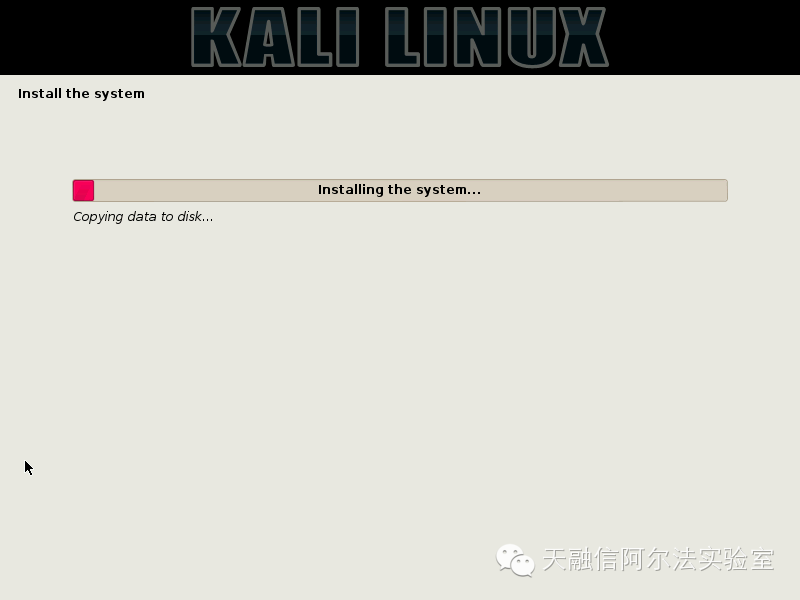 KALI LINUX
Install the system
Installing the system...
Copying data to disk...
天融信阿尔法实验室